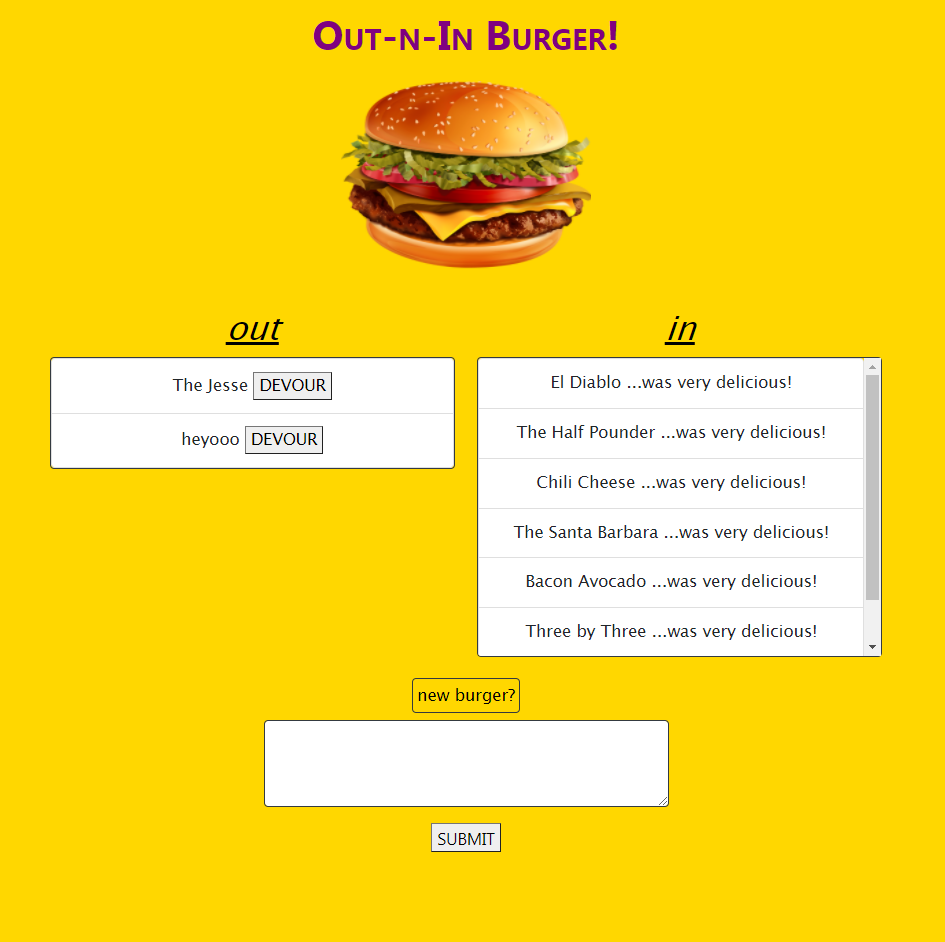 Out-n-In Burger!
out
The Jesse DEVOUR
heyooo DEVOUR
in
El Diablo ...was very delicious!
The Half Pounder ...was very delicious!
Chili Cheese ...was very delicious!
The Santa Barbara ...was very delicious!
Bacon Avocado ...was very delicious!
Three by Three ...was very delicious!
new burger?
SUBMIT